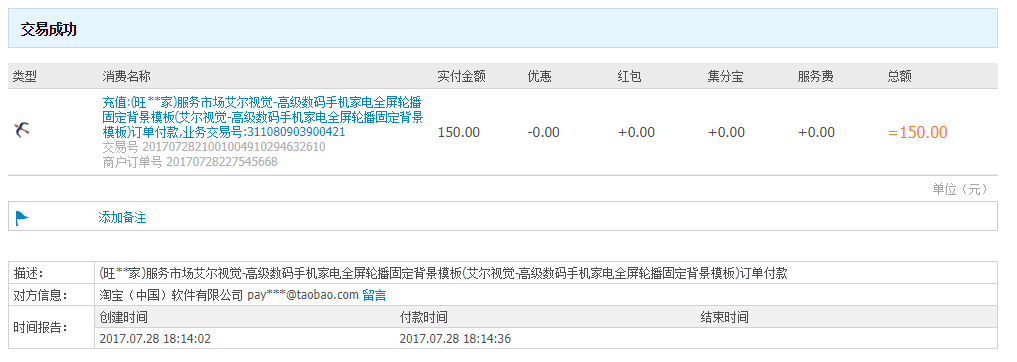 交易成功
类型 消费名称 实付金额 优惠 红包 集分宝 服务费 总额
充值:(旺**家)服务市场艾尔视觉-高级数码手机家电全屏轮播
固定背景模板(艾尔视觉-高级数码手机家电全屏轮播固定背景
模板)订单付款,业务交易号:311080903900421
150.00 -0.00 +0.00 +0.00 +0.00 =150.00
交易号 2017072821001004910294632610
商户订单号 20170728227545668
单位（元）
添加备注
描述： (旺**家)服务市场艾尔视觉-高级数码手机家电全屏轮播固定背景模板(艾尔视觉-高级数码手机家电全屏轮播固定背景模板)订单付款
对方信息： 淘宝（中国）软件有限公司 pay***@taobao.com 留言
时间报告： 创建时间 付款时间 结束时间
2017.07.28 18:14:02 2017.07.28 18:14:36